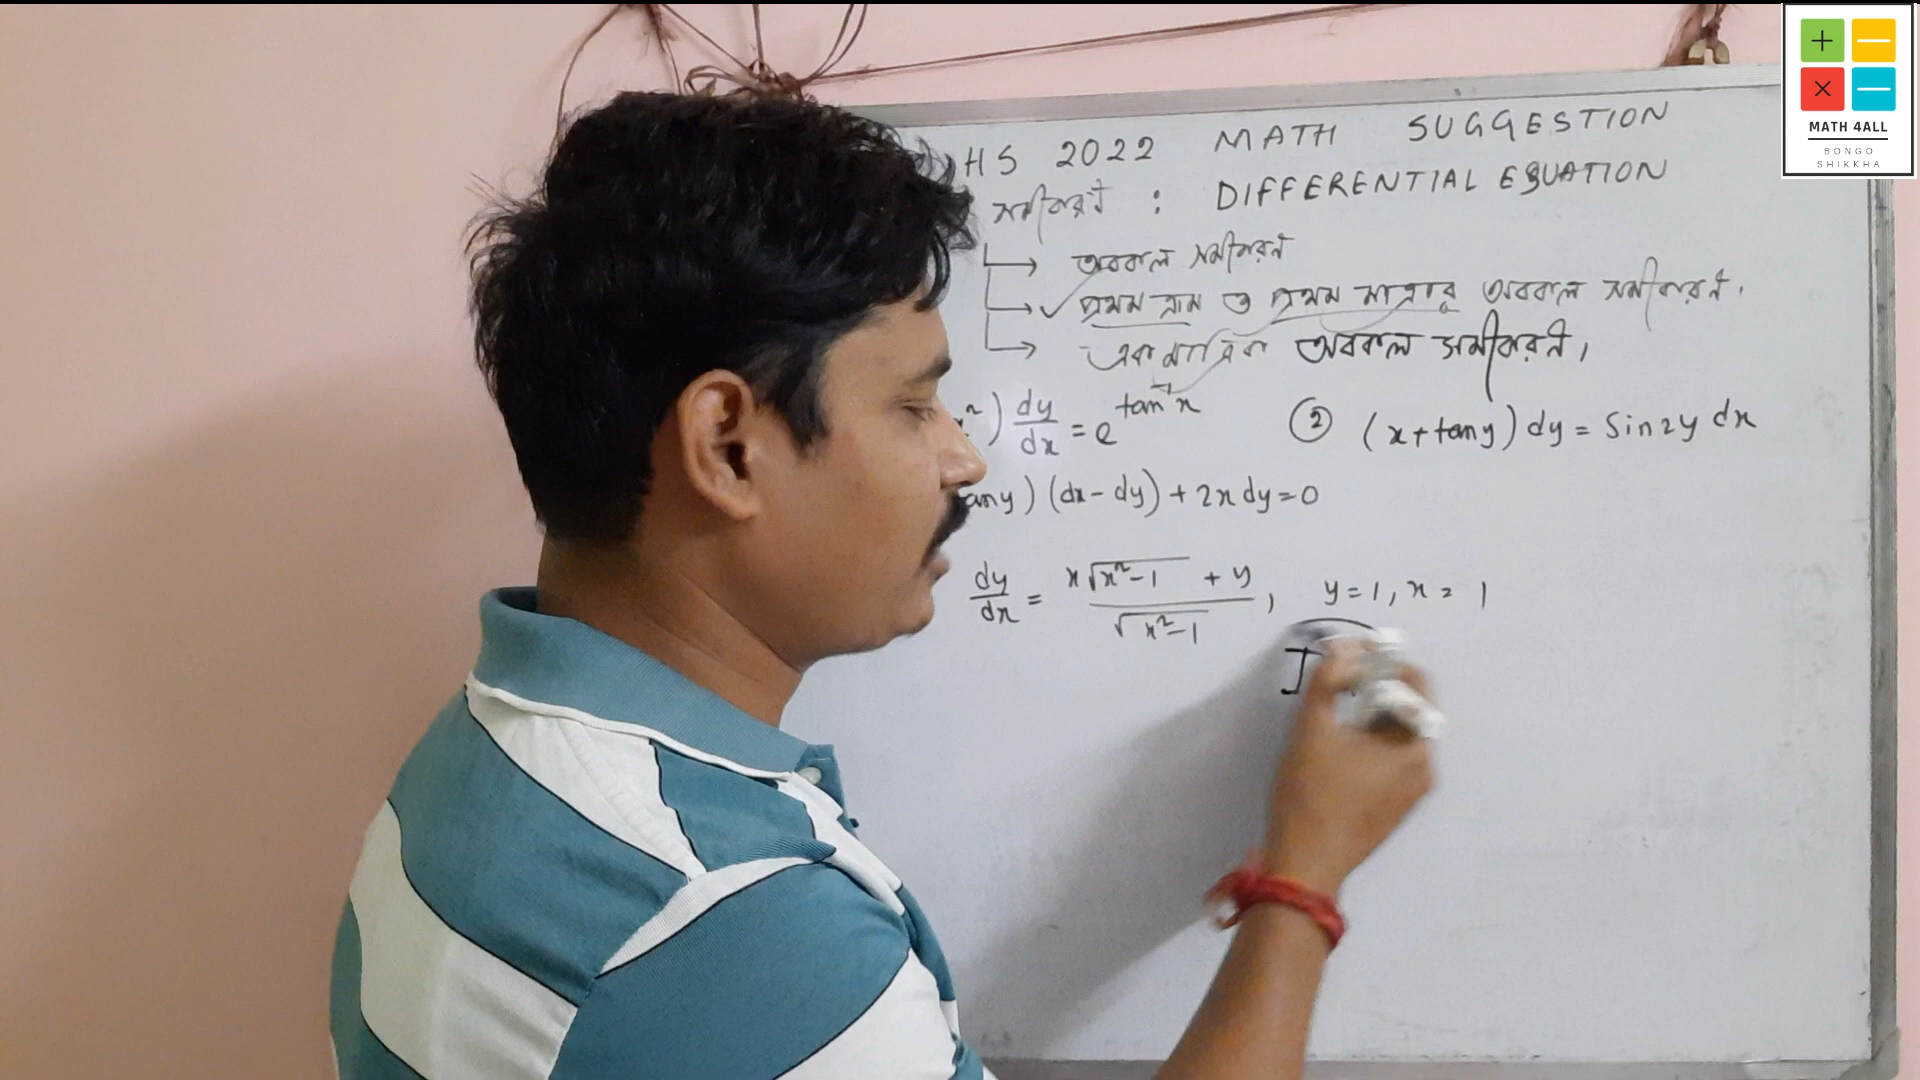 HS 2022 MATH SUGGESTION
সমীকরণ : DIFFERENTIAL EQUATION
→ অবকল সমীকরণ
→ ✓ প্রথম ক্রম ও প্রথম মাত্রার অবকল সমীকরণ,
→ একমাত্রিক অবকল সমীকরণ,
x²) dy/dx = e^(tan⁻¹x) ② (x+tany) dy = Sin2y dx
any) (dx-dy) + 2x dy = 0
dy/dx = (x√(x²-1) + y)/√(x²-1), y=1, x=1
I
MATH 4ALL
BONGO
SHIKKHA